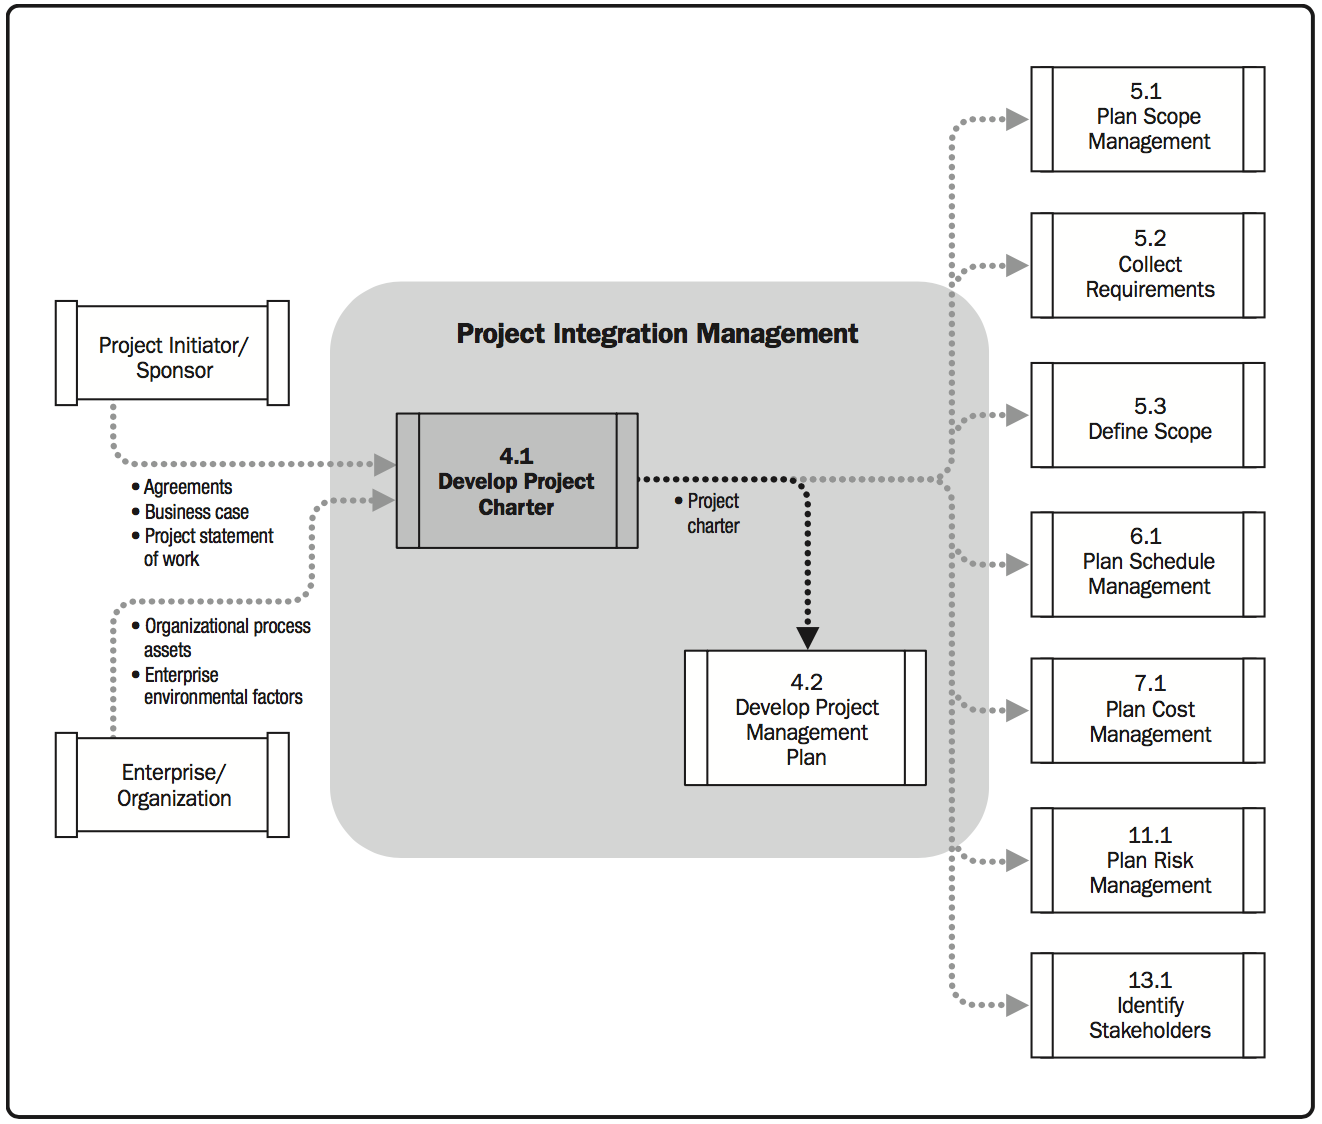 Project Initiator/
Sponsor
• Agreements
• Business case
• Project statement
of work
• Organizational process
assets
• Enterprise
environmental factors
Enterprise/
Organization
Project Integration Management
4.1
Develop Project
Charter
• Project
charter
4.2
Develop Project
Management
Plan
5.1
Plan Scope
Management
5.2
Collect
Requirements
5.3
Define Scope
6.1
Plan Schedule
Management
7.1
Plan Cost
Management
11.1
Plan Risk
Management
13.1
Identify
Stakeholders